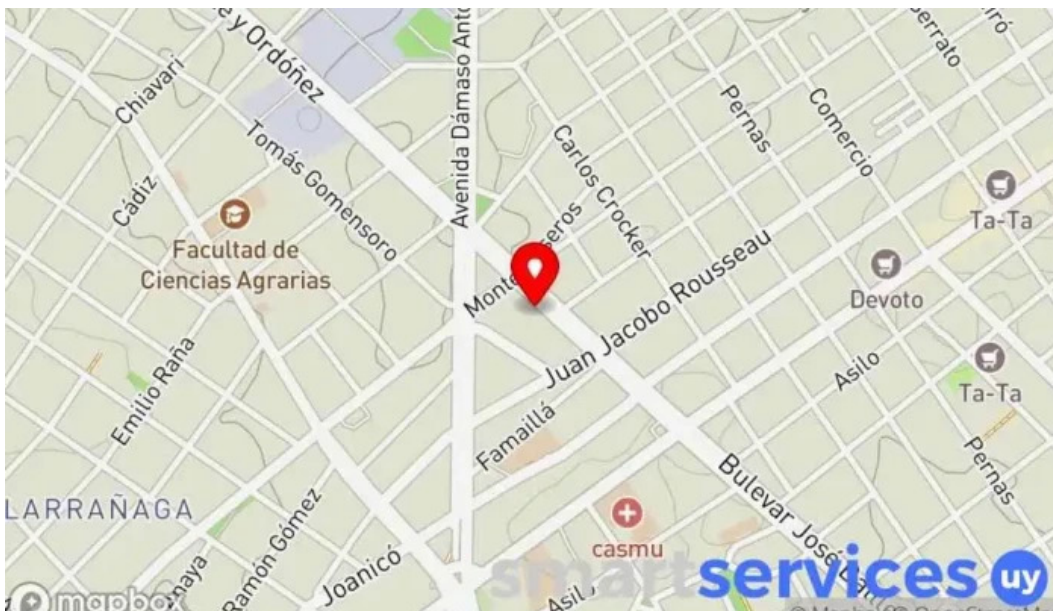 y Ordóñez
Avenida Dámaso Anto
Chiavari
Tomás Gomensoro
Cádiz
Facultad de
Ciencias Agrarias
Carlos Crocker
Pernas
Comercio
Serrato
iró
Ta-Ta
Devoto
Juan Jacobo Rousseau
Emilio Raña
Famaillá
Asilo
Ta-Ta
Pernas
LARRAÑAGA
Ramón Gómez
Joanicó
casmu
Bulevar José
smartservices uy
mapbox